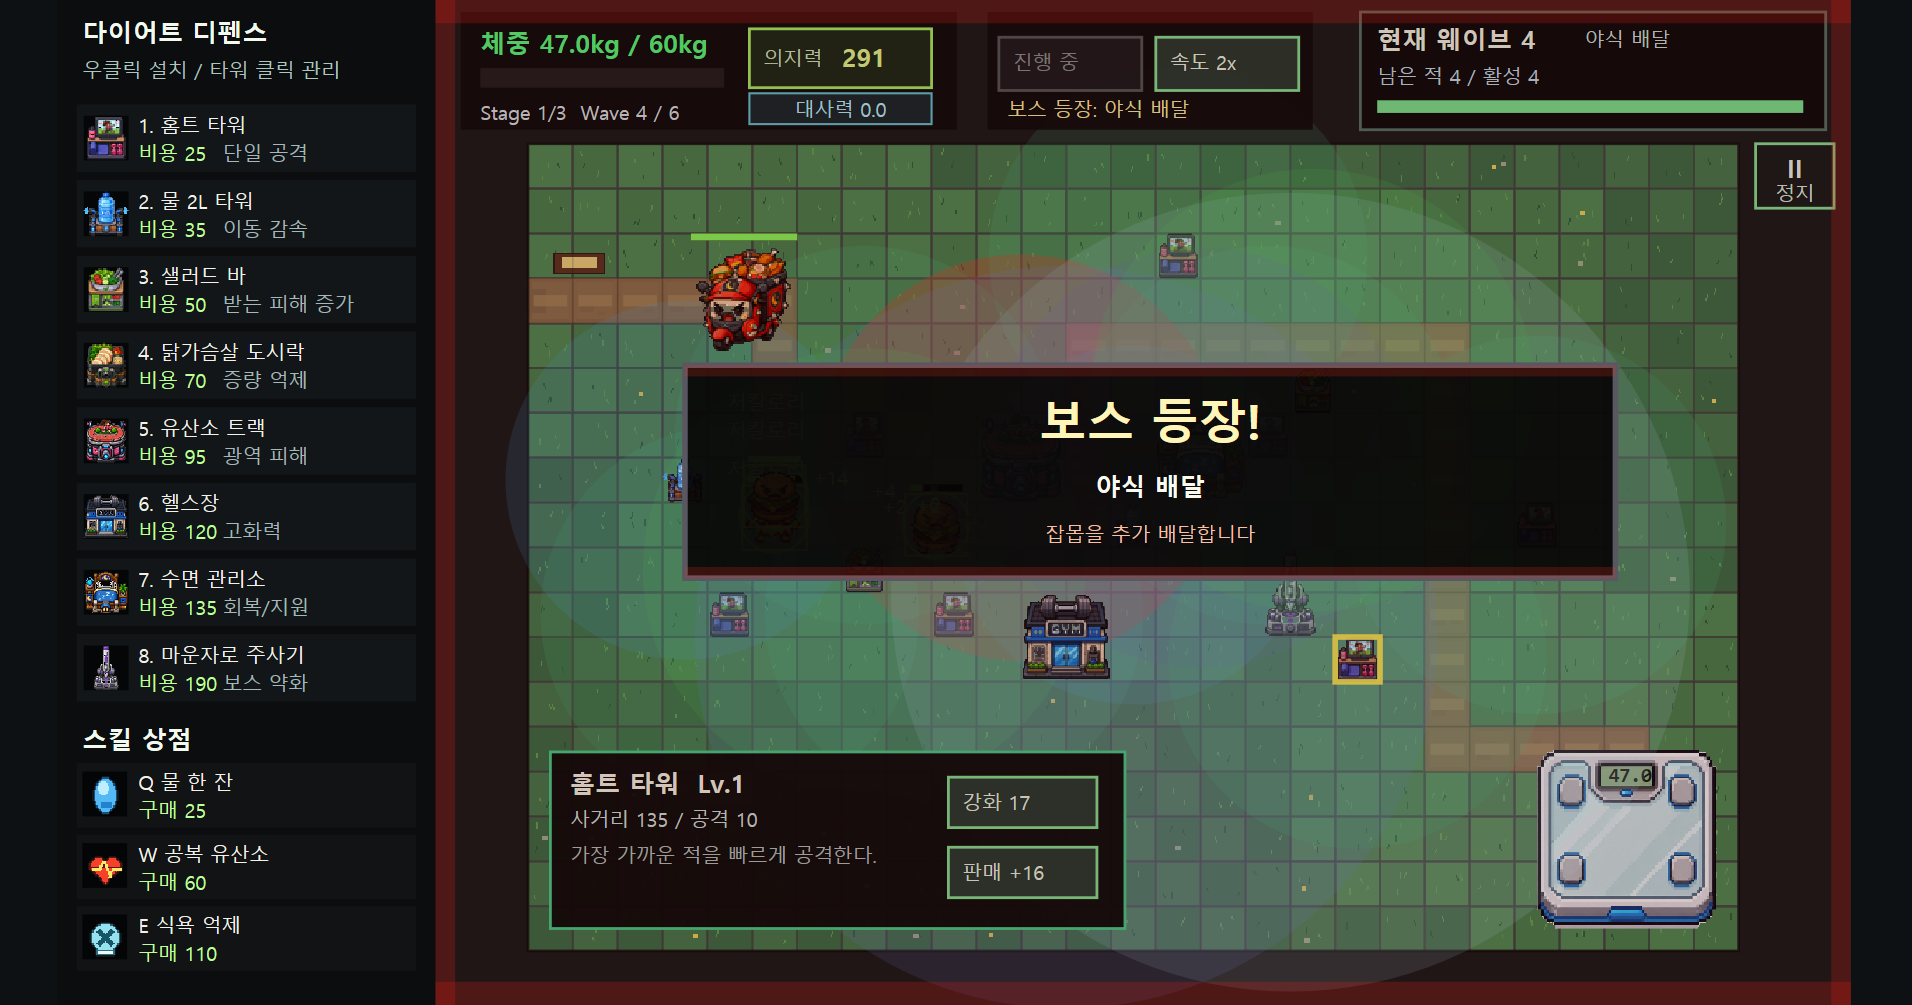 다이어트 디펜스
우클릭 설치 / 타워 클릭 관리
1. 홈트 타워
비용 25 단일 공격
2. 물 2L 타워
비용 35 이동 감속
3. 샐러드 바
비용 50 받는 피해 증가
4. 닭가슴살 도시락
비용 70 증량 억제
5. 유산소 트랙
비용 95 광역 피해
6. 헬스장
비용 120 고화력
7. 수면 관리소
비용 135 회복/지원
8. 마운자로 주사기
비용 190 보스 약화
스킬 상점
Q 물 한 잔
구매 25
W 공복 유산소
구매 60
E 식욕 억제
구매 110
체중 47.0kg / 60kg
Stage 1/3 Wave 4 / 6
의지력 291
대사력 0.0
진행 중
속도 2x
보스 등장: 야식 배달
현재 웨이브 4 야식 배달
남은 적 4 / 활성 4
정지
보스 등장!
야식 배달
잡몹을 추가 배달합니다
+14
GYM
홈트 타워 Lv.1
사거리 135 / 공격 10
가장 가까운 적을 빠르게 공격한다.
강화 17
판매 +16
47.0